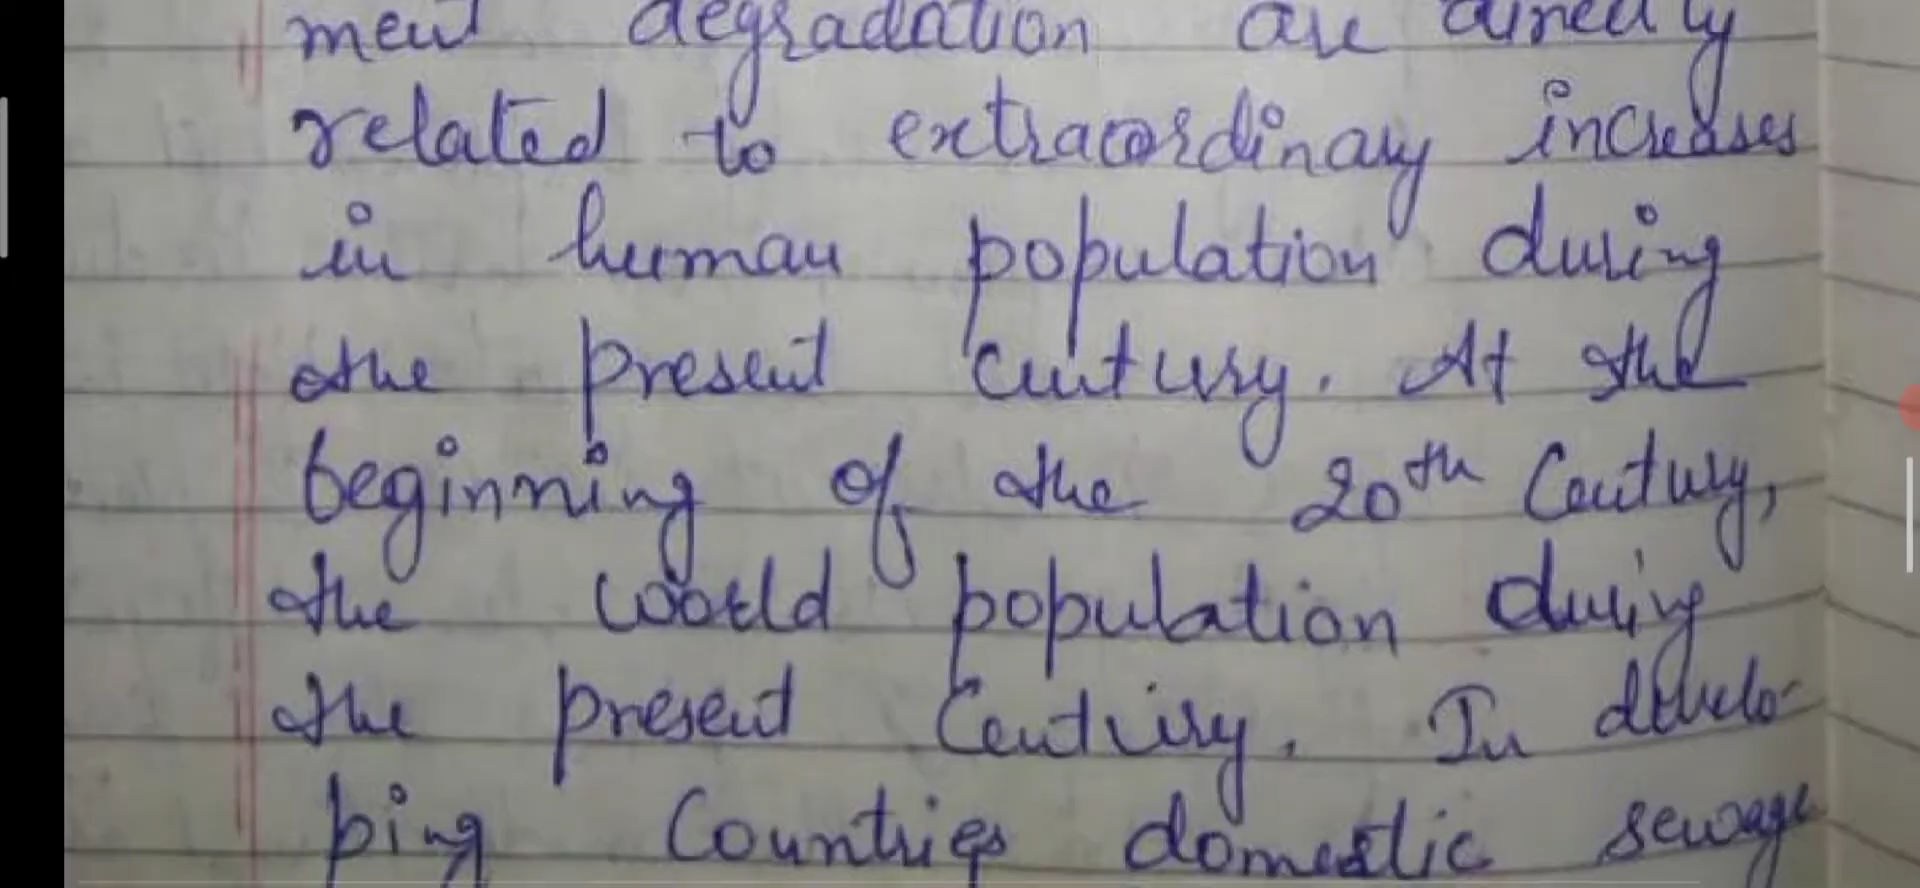 ment degradation are directly
related to extraordinary increases
in human population during
the present century. At the
beginning of the 20th Century,
the world population during
the present Century. In develo-
ping Countries domestic sewage